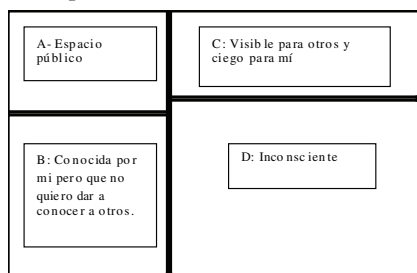 A- Espacio
público
C: Visible para otros y
ciego para mí
B: Conocida por
mi pero que no
quiero dar a
conocer a otros.
D: Inconsciente